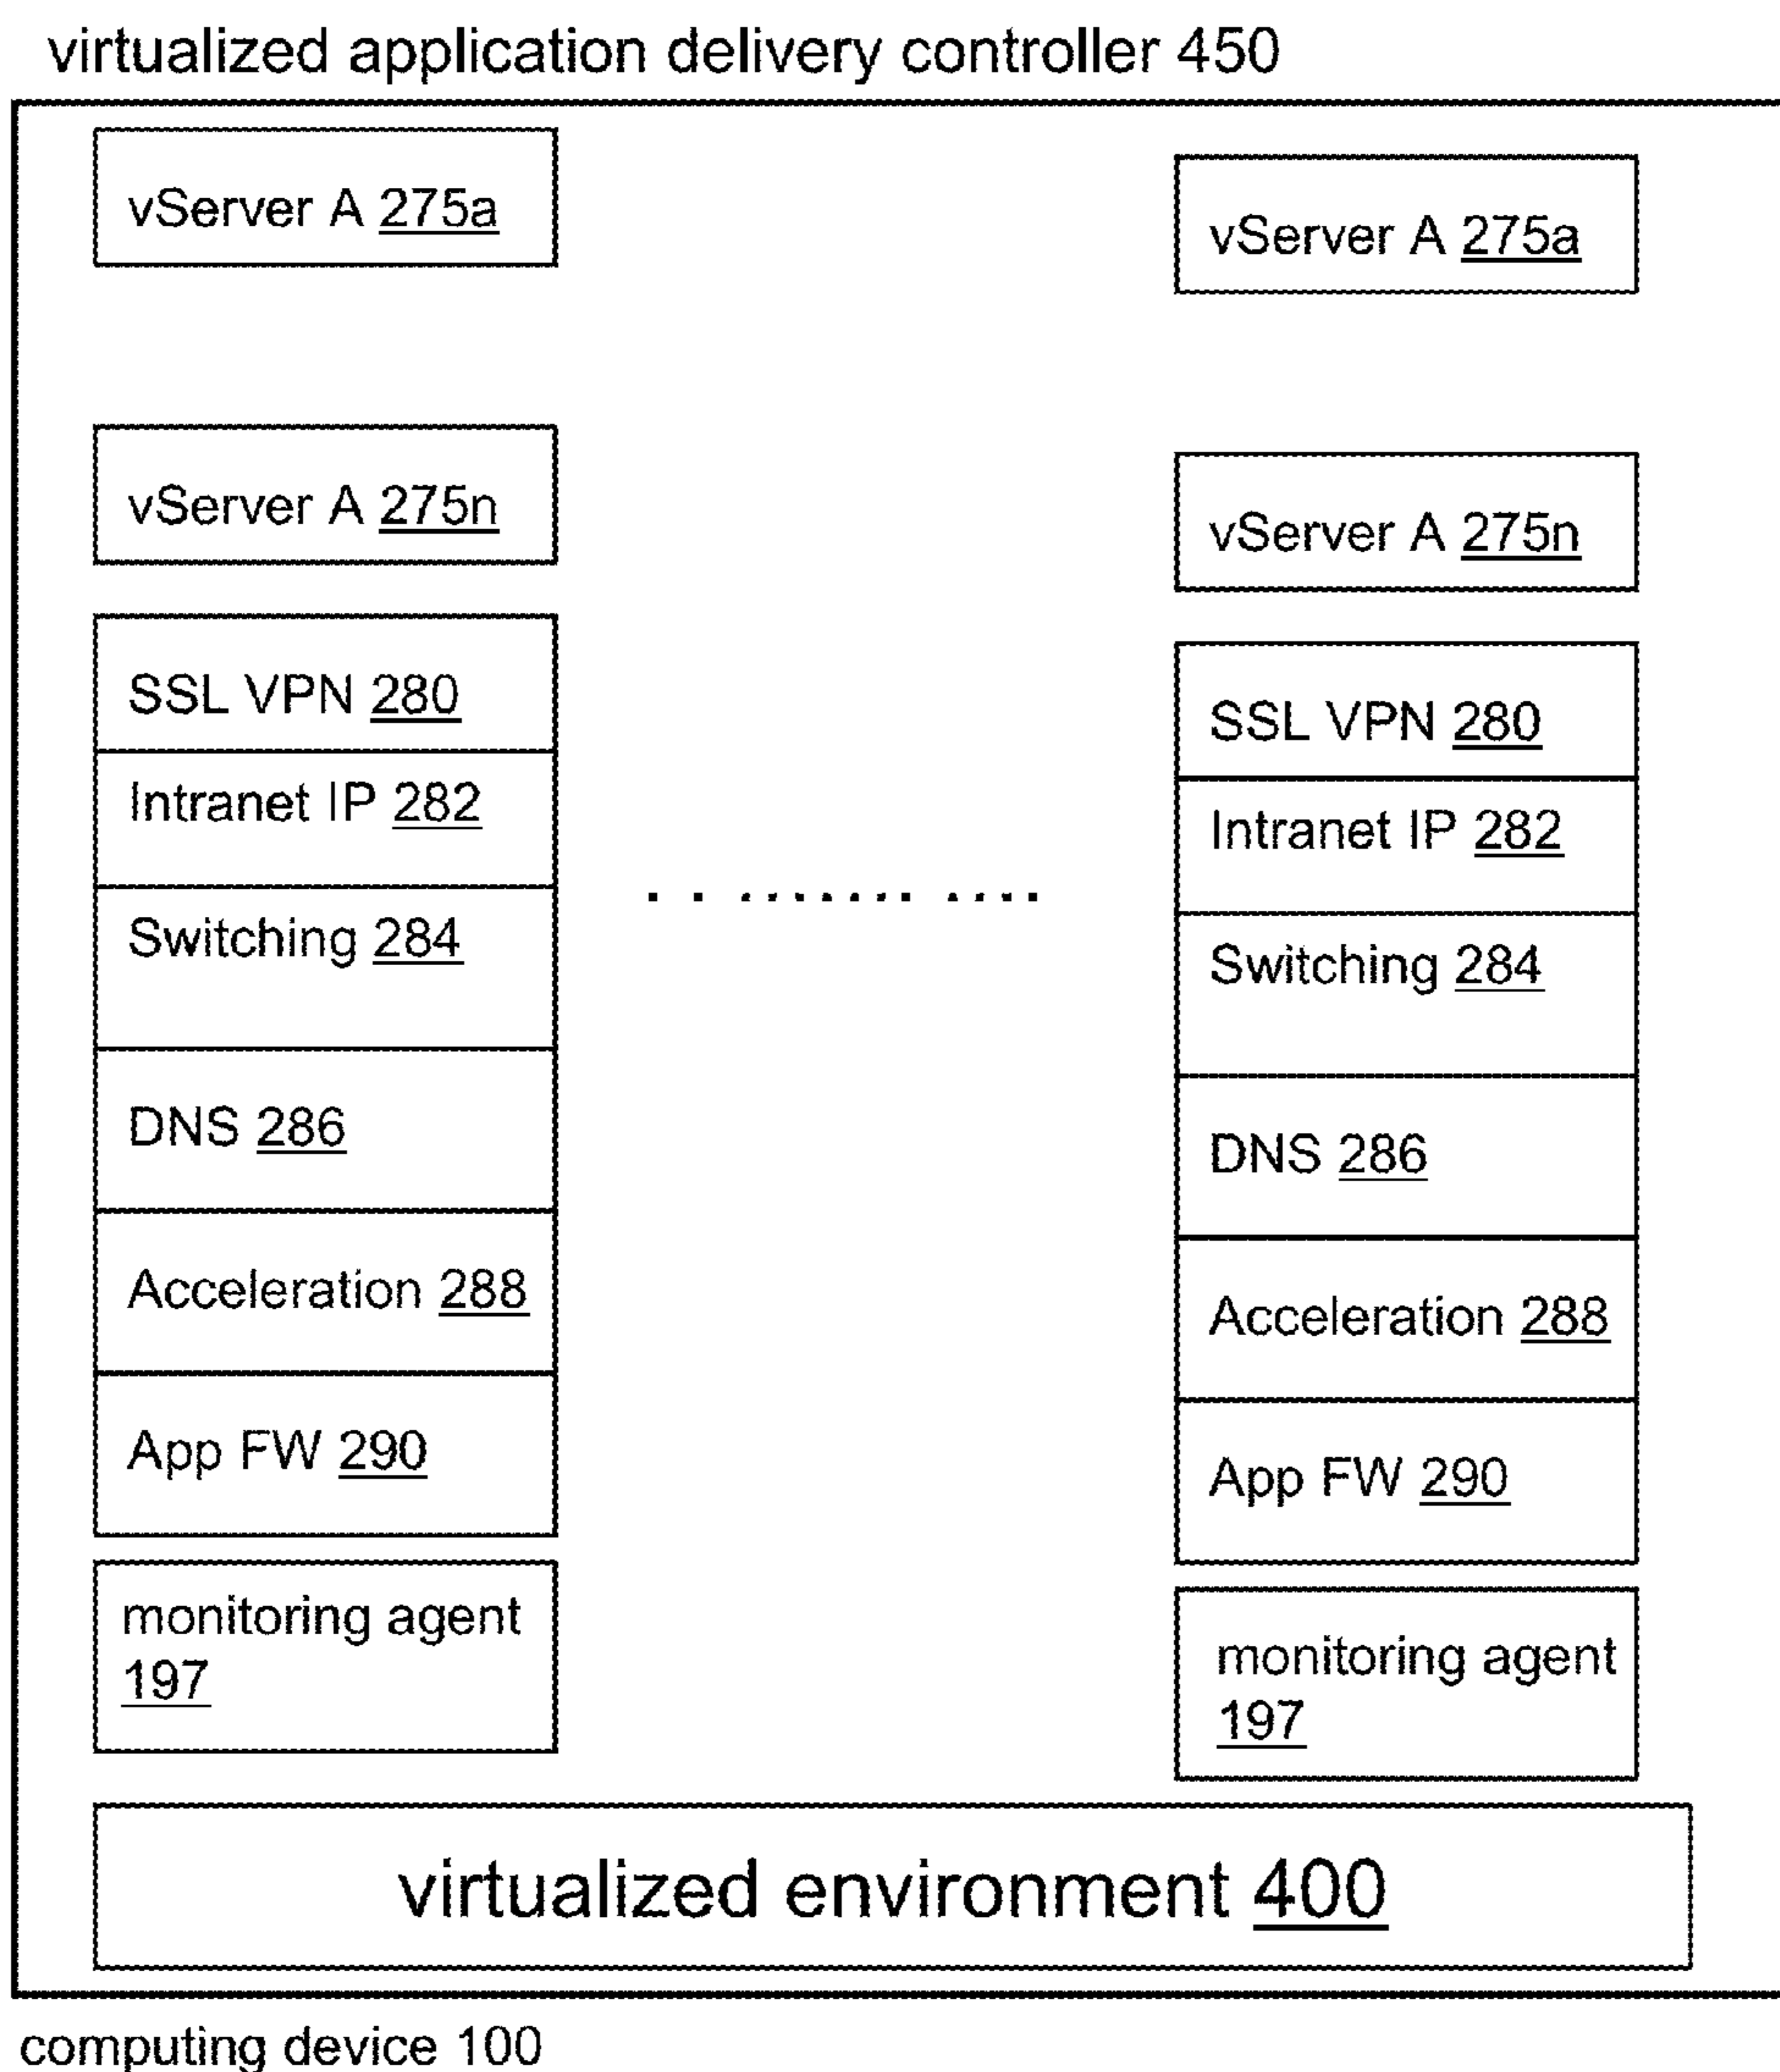 virtualized application delivery controller 450
vServer A 275a
vServer A 275n
SSL VPN 280
Intranet IP 282
Switching 284
DNS 286
Acceleration 288
App FW 290
monitoring agent
197
vServer A 275a
vServer A 275n
SSL VPN 280
Intranet IP 282
Switching 284
DNS 286
Acceleration 288
App FW 290
monitoring agent
197
virtualized environment 400
computing device 100